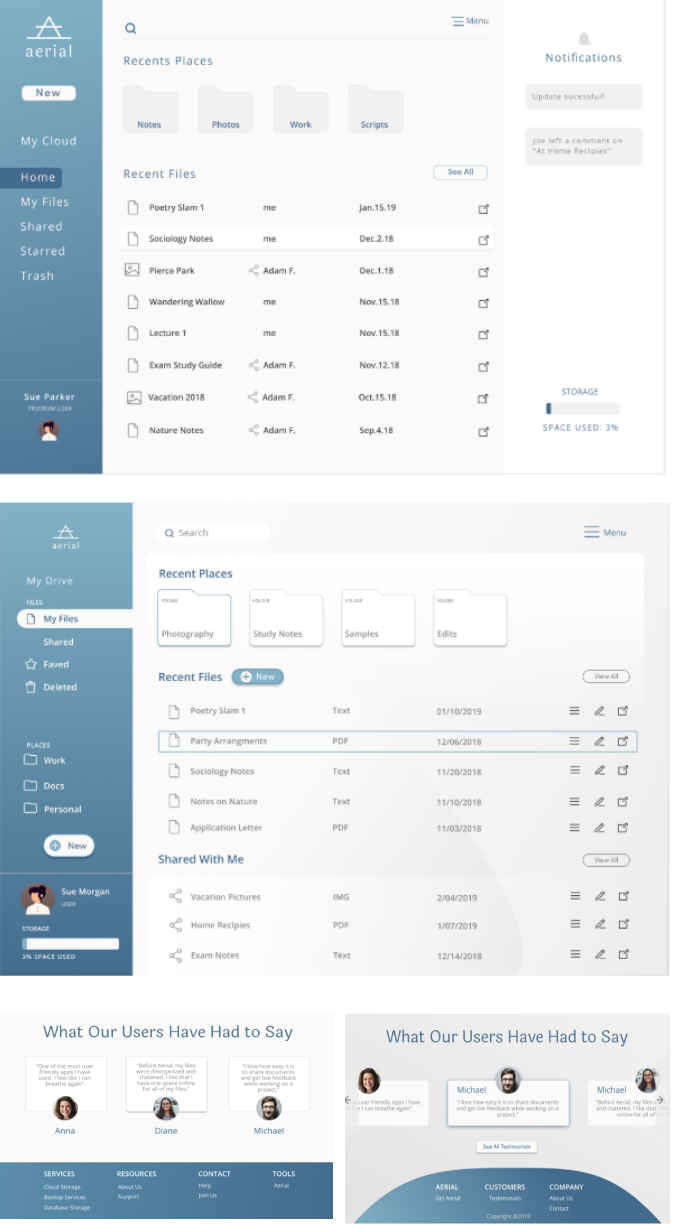 aerial
New
My Cloud
Home
My Files
Shared
Starred
Trash
Sue Parker
PREMIUM USER
Menu
Recents Places
Notes Photos Work Scripts
Recent Files See All
Poetry Slam 1 me Jan.15.19
Sociology Notes me Dec.2.18
Pierce Park Adam F. Dec.1.18
Wandering Wallow me Nov.15.18
Lecture 1 me Nov.15.18
Exam Study Guide Adam F. Nov.12.18
Vacation 2018 Adam F. Oct.15.18
Nature Notes Adam F. Sep.4.18
Notifications
Update sucessful!
Joe left a comment on
"At Home Recipies"
STORAGE
SPACE USED: 3%
aerial
My Drive
FILES
My Files
Shared
Faved
Deleted
PLACES
Work
Docs
Personal
New
Sue Morgan
USER
STORAGE
3% SPACE USED
Search Menu
Recent Places
FOLDER FOLDER FOLDER FOLDER
Photography Study Notes Samples Edits
Recent Files New View All
Poetry Slam 1 Text 01/10/2019
Party Arrangments PDF 12/06/2018
Sociology Notes Text 11/20/2018
Notes on Nature Text 11/10/2018
Application Letter PDF 11/03/2018
Shared With Me View All
Vacation Pictures IMG 2/04/2019
Home Recipies PDF 1/07/2019
Exam Notes Text 12/14/2018
What Our Users Have Had to Say
"One of the most user
friendly apps I have
used. I feel like I can
breathe again"
Anna
"Before Aerial, my files
were disorganized and
cluttered. I like that I
have one space online
for all of my files."
Diane
"I love how easy it is
to share documents
and get live feedback
while working on a
project."
Michael
SERVICES
Cloud Storage
Backup Services
Database Storage
RESOURCES
About Us
Support
CONTACT
Help
Join Us
TOOLS
Aerial
What Our Users Have Had to Say
user friendly apps I have
like I can breathe again"
Michael
"I love how easy it is to share documents
and get live feedback while working on a
project."
Michael
"Before Aerial, my files
and cluttered. I like that I
online for all of my
See All Testimonials
AERIAL
Get Aerial
CUSTOMERS
Testimonials
COMPANY
About Us
Contact
Copyright ©2019